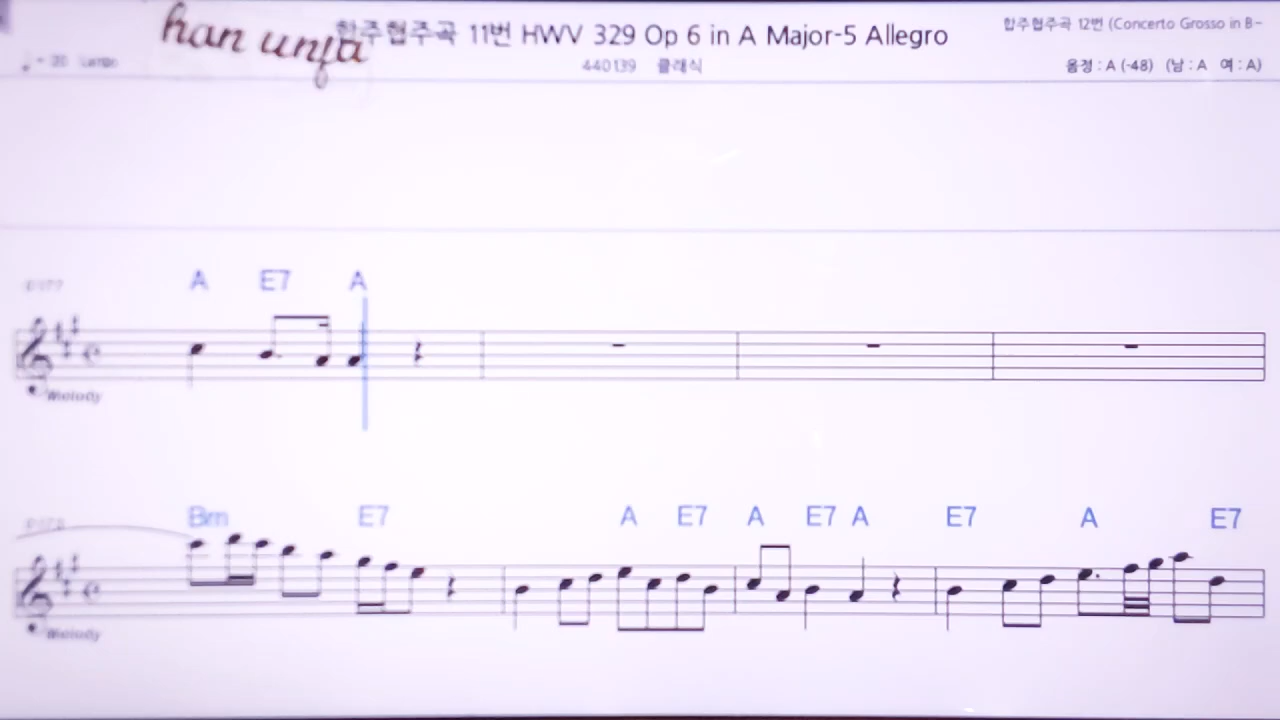 han unfa
합주협주곡 11번 HWV 329 Op 6 in A Major-5 Allegro
합주협주곡 12번 (Concerto Grosso in B-
440139 클래식
음정 : A (-48) (남 : A 여 : A)
A E7 A
Melody
Bm E7 A E7 A E7 A E7 A E7
Melody